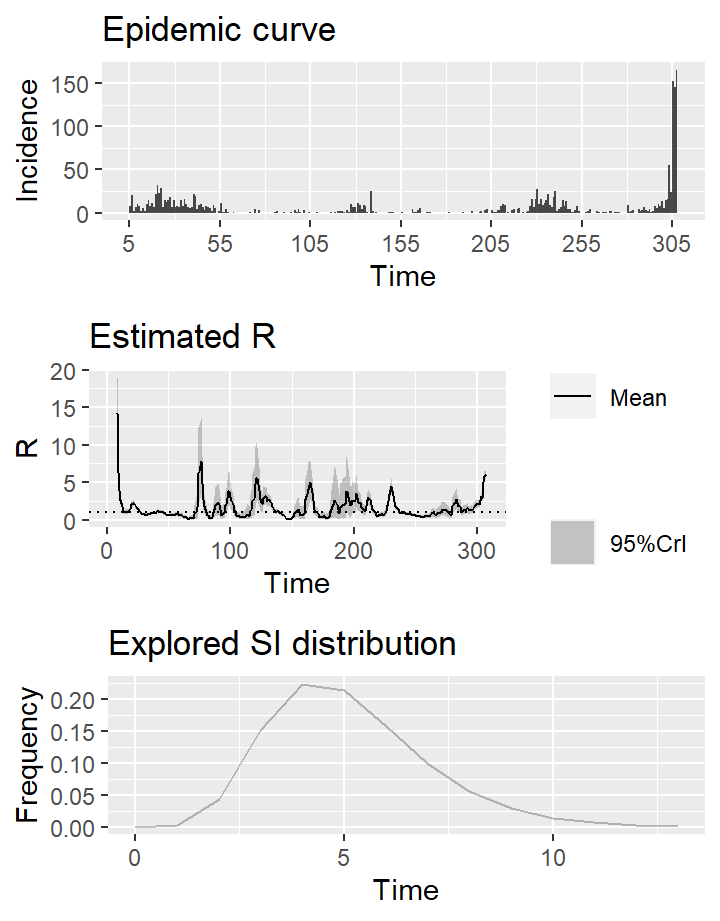 Epidemic curve
150
100
50
0
Incidence
5 55 105 155 205 255 305
Time
Estimated R
20
15
10
5
0
R
0 100 200 300
Time
Mean
95%CrI
Explored SI distribution
0.20
0.15
0.10
0.05
0.00
Frequency
0 5 10
Time